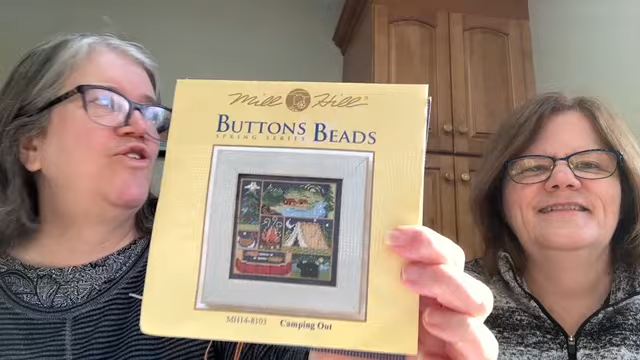 Mill Hill®
BUTTONS BEADS
SPRING SERIES
MH14-8103 Camping Out